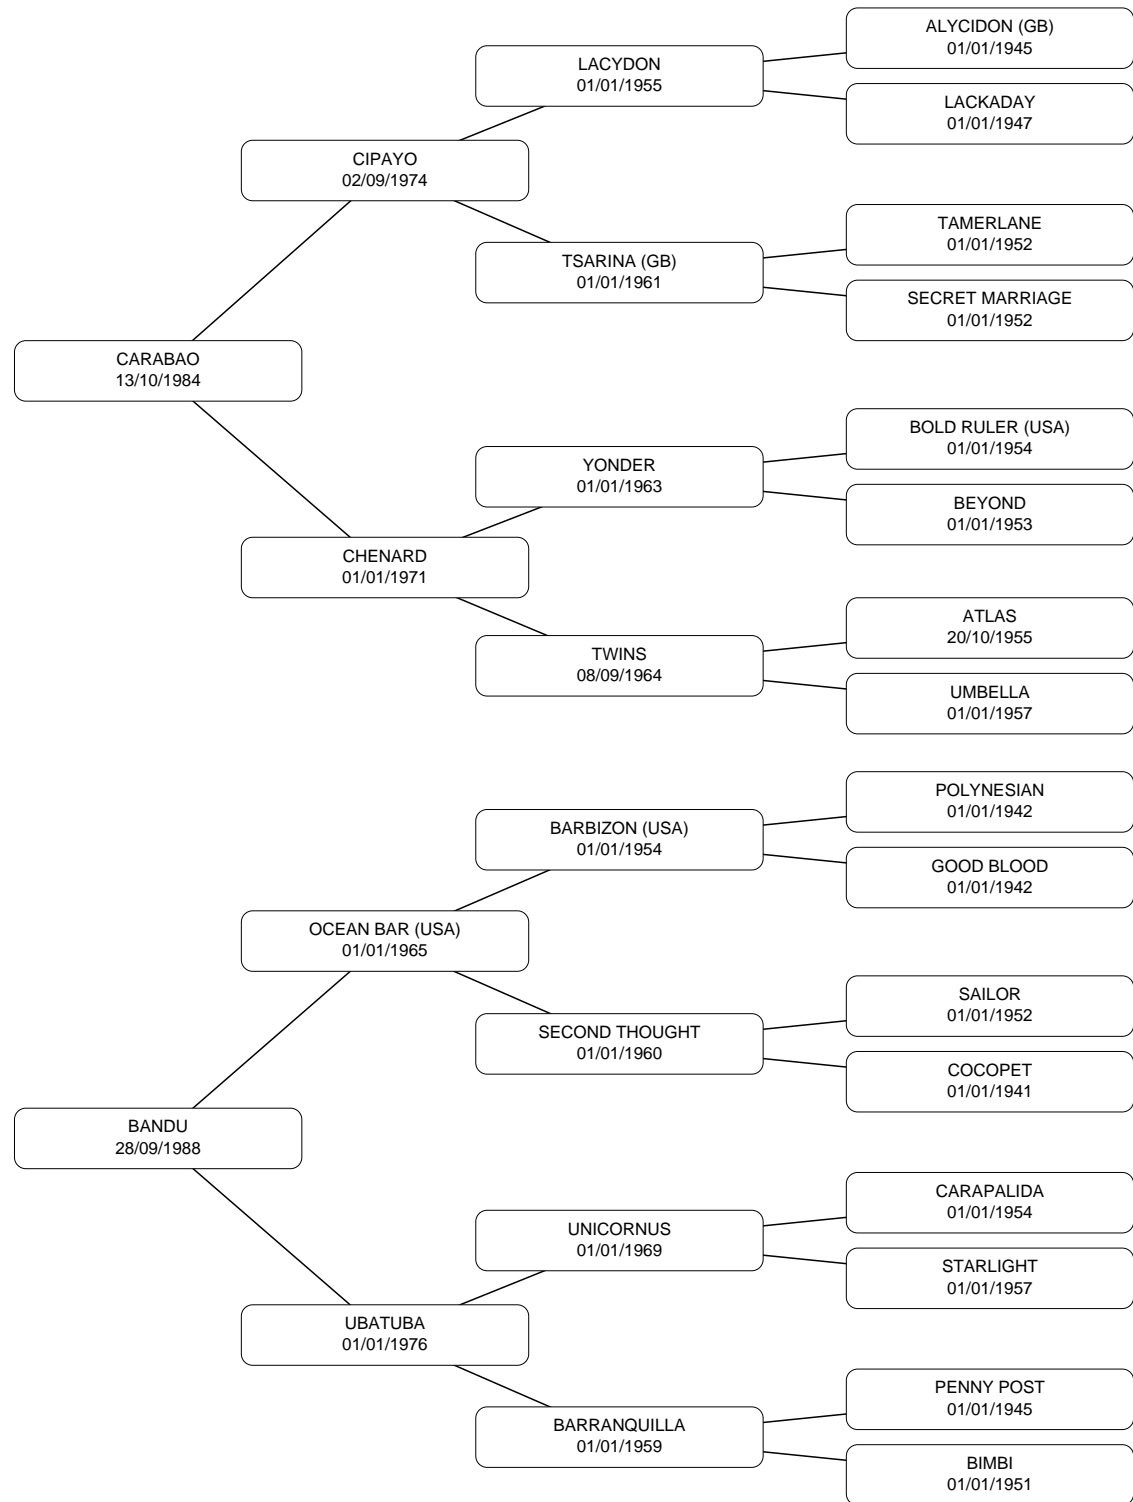 ALYCIDON (GB)
01/01/1945
LACYDON
01/01/1955
LACKADAY
01/01/1947
CIPAYO
02/09/1974
TAMERLANE
01/01/1952
TSARINA (GB)
01/01/1961
SECRET MARRIAGE
01/01/1952
CARABAO
13/10/1984
BOLD RULER (USA)
01/01/1954
YONDER
01/01/1963
BEYOND
01/01/1953
CHENARD
01/01/1971
ATLAS
20/10/1955
TWINS
08/09/1964
UMBELLA
01/01/1957
POLYNESIAN
01/01/1942
BARBIZON (USA)
01/01/1954
GOOD BLOOD
01/01/1942
OCEAN BAR (USA)
01/01/1965
SAILOR
01/01/1952
SECOND THOUGHT
01/01/1960
COCOPET
01/01/1941
BANDU
28/09/1988
CARAPALIDA
01/01/1954
UNICORNUS
01/01/1969
STARLIGHT
01/01/1957
UBATUBA
01/01/1976
PENNY POST
01/01/1945
BARRANQUILLA
01/01/1959
BIMBI
01/01/1951